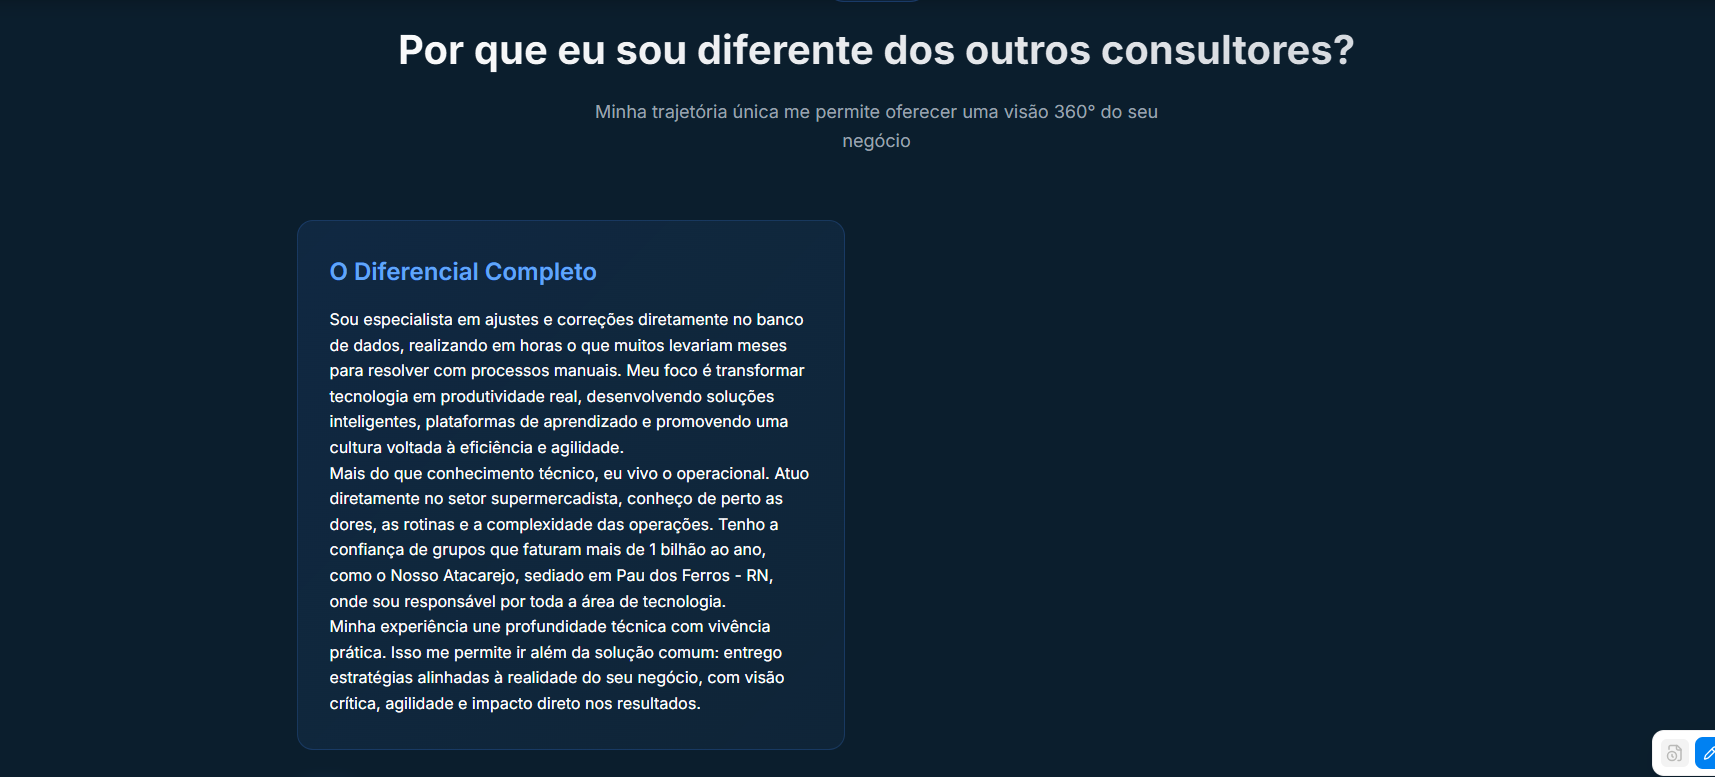 Por que eu sou diferente dos outros consultores?
Minha trajetória única me permite oferecer uma visão 360° do seu
negócio
O Diferencial Completo
Sou especialista em ajustes e correções diretamente no banco
de dados, realizando em horas o que muitos levariam meses
para resolver com processos manuais. Meu foco é transformar
tecnologia em produtividade real, desenvolvendo soluções
inteligentes, plataformas de aprendizado e promovendo uma
cultura voltada à eficiência e agilidade.
Mais do que conhecimento técnico, eu vivo o operacional. Atuo
diretamente no setor supermercadista, conheço de perto as
dores, as rotinas e a complexidade das operações. Tenho a
confiança de grupos que faturam mais de 1 bilhão ao ano,
como o Nosso Atacarejo, sediado em Pau dos Ferros - RN,
onde sou responsável por toda a área de tecnologia.
Minha experiência une profundidade técnica com vivência
prática. Isso me permite ir além da solução comum: entrego
estratégias alinhadas à realidade do seu negócio, com visão
crítica, agilidade e impacto direto nos resultados.